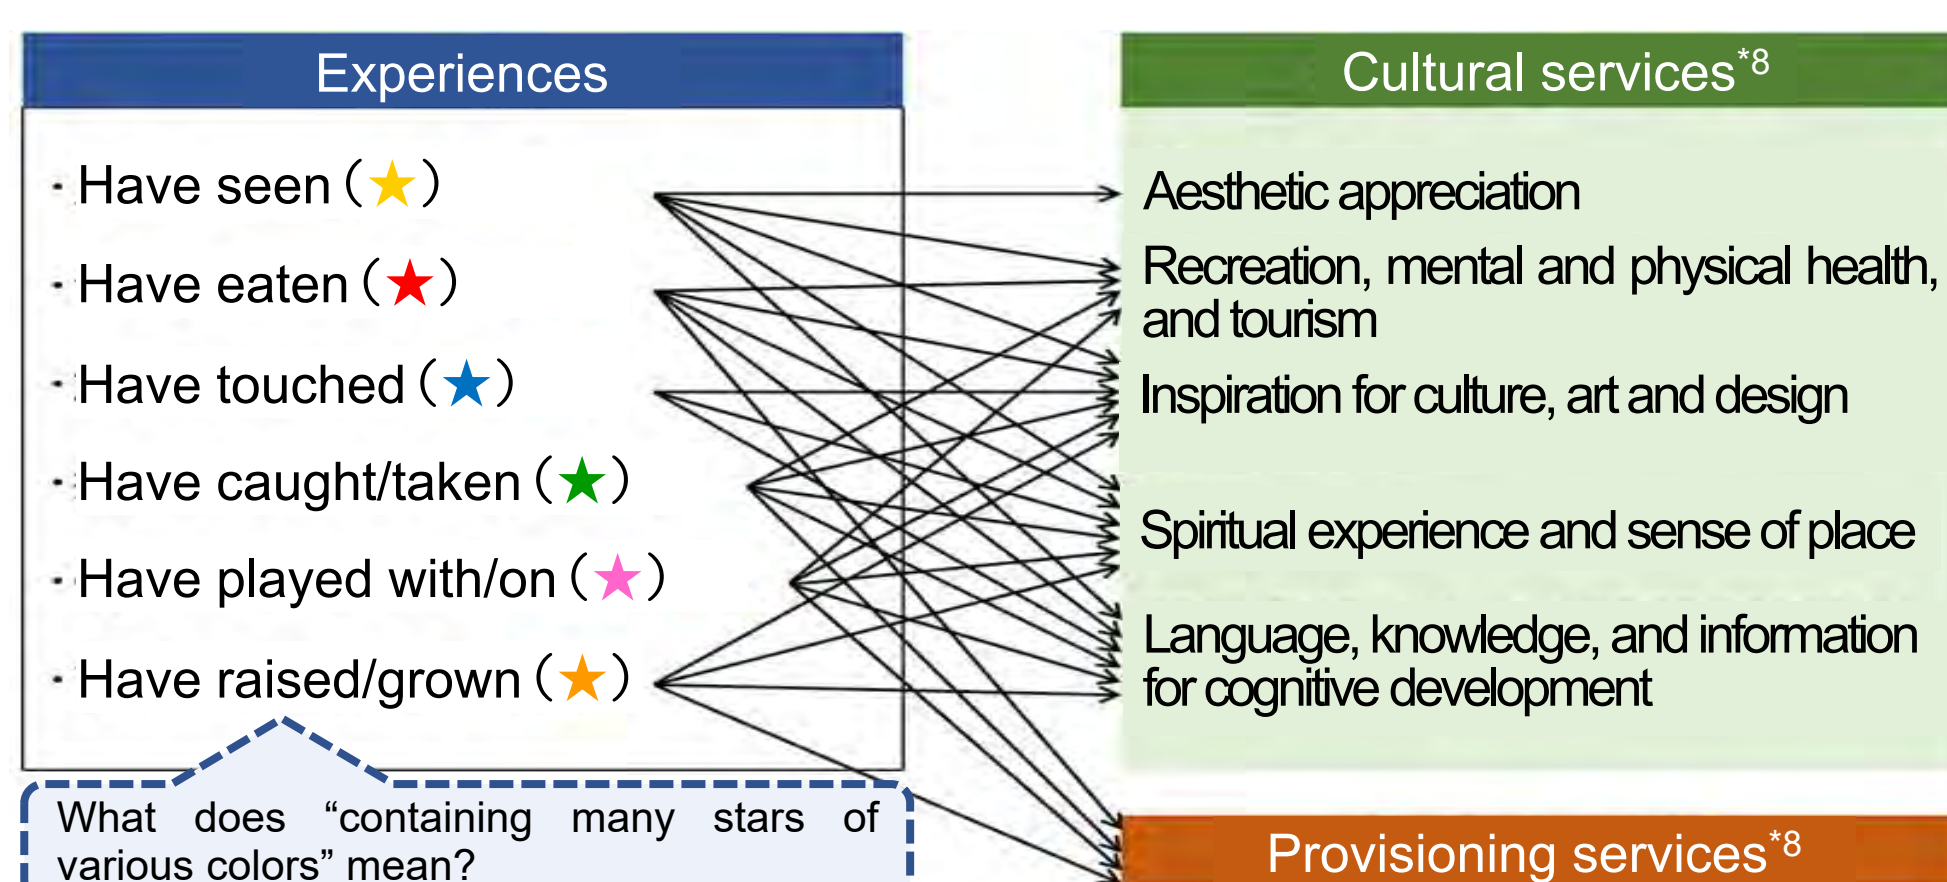 Experiences
· Have seen (★)
· Have eaten (★)
· Have touched (★)
· Have caught/taken (★)
· Have played with/on (★)
· Have raised/grown (★)
What does “containing many stars of
various colors” mean?
Cultural services*8
Aesthetic appreciation
Recreation, mental and physical health,
and tourism
Inspiration for culture, art and design
Spiritual experience and sense of place
Language, knowledge, and information
for cognitive development
Provisioning services*8